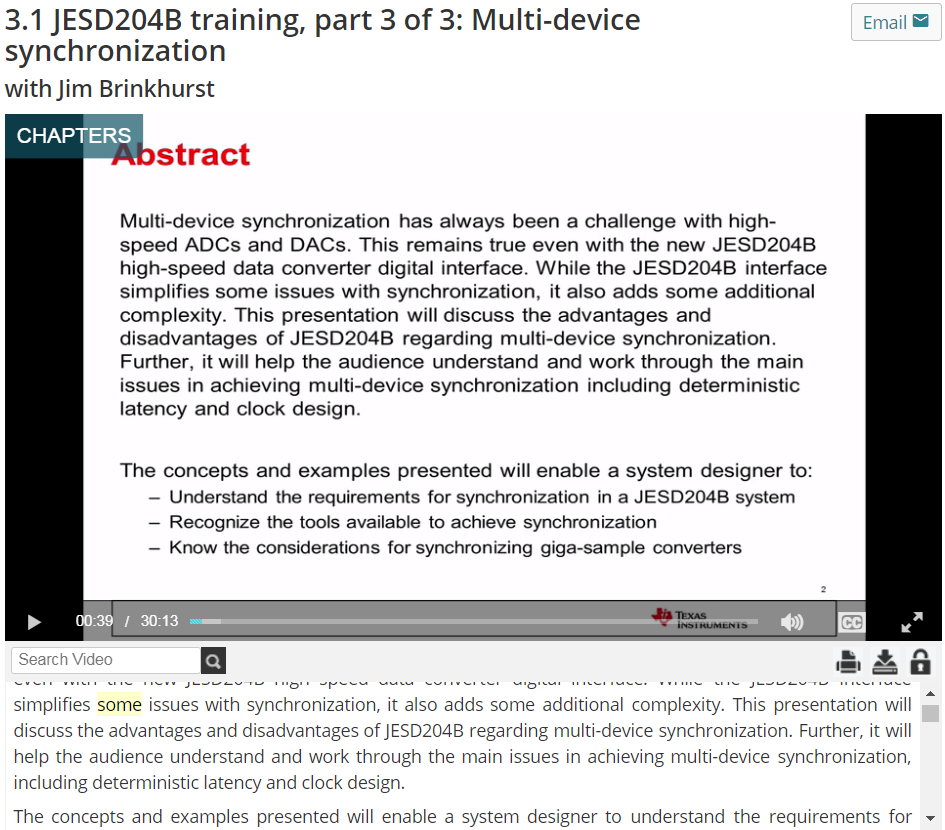 3.1 JESD204B training, part 3 of 3: Multi-device
synchronization
with Jim Brinkhurst
Email
CHAPTERS
Abstract
Multi-device synchronization has always been a challenge with high-
speed ADCs and DACs. This remains true even with the new JESD204B
high-speed data converter digital interface. While the JESD204B interface
simplifies some issues with synchronization, it also adds some additional
complexity. This presentation will discuss the advantages and
disadvantages of JESD204B regarding multi-device synchronization.
Further, it will help the audience understand and work through the main
issues in achieving multi-device synchronization including deterministic
latency and clock design.
The concepts and examples presented will enable a system designer to:
– Understand the requirements for synchronization in a JESD204B system
– Recognize the tools available to achieve synchronization
– Know the considerations for synchronizing giga-sample converters
2
00:39 / 30:13
TEXAS
INSTRUMENTS
CC
Search Video
even with the new JESD204B high speed data converter digital interface. While the JESD204B interface
simplifies some issues with synchronization, it also adds some additional complexity. This presentation will
discuss the advantages and disadvantages of JESD204B regarding multi-device synchronization. Further, it will
help the audience understand and work through the main issues in achieving multi-device synchronization,
including deterministic latency and clock design.
The concepts and examples presented will enable a system designer to understand the requirements for